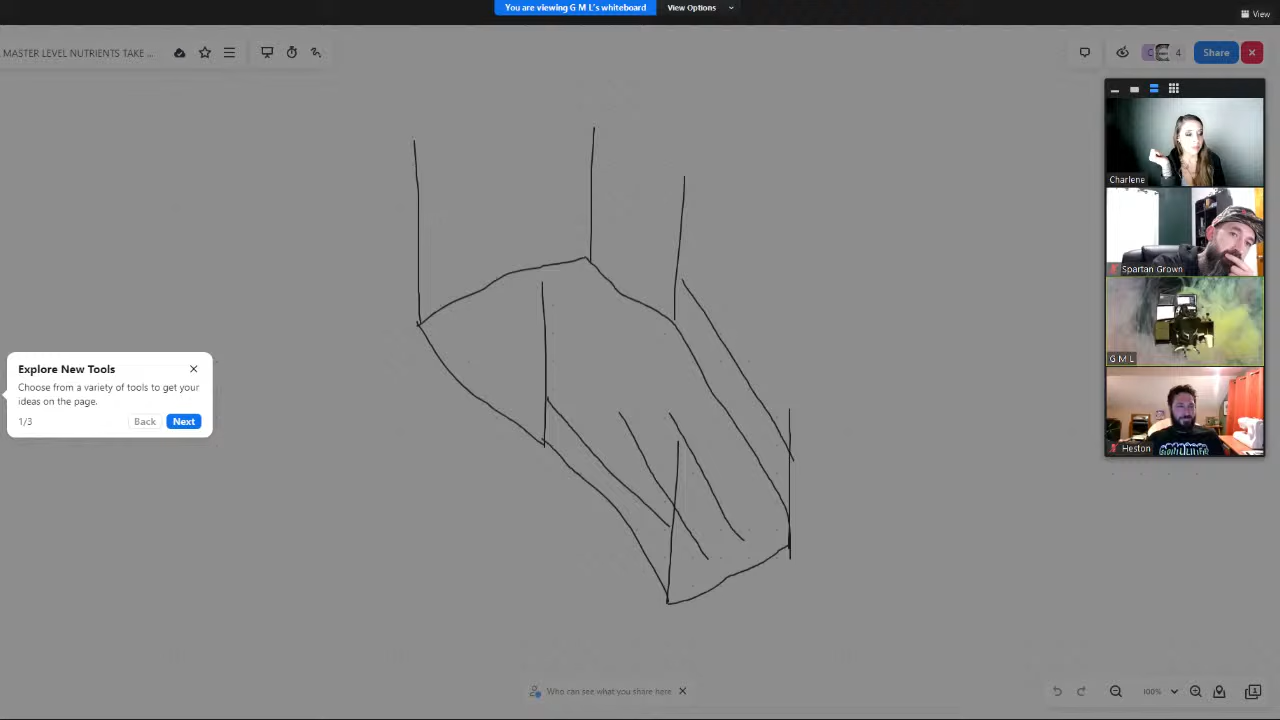 You are viewing G M L's whiteboard
View Options
View
MASTER LEVEL NUTRIENTS TAKE ...
4
Share
Charlene
Spartan Grown
G M L
Heston
Explore New Tools
Choose from a variety of tools to get your
ideas on the page.
1/3
Back
Next
Who can see what you share here
100%